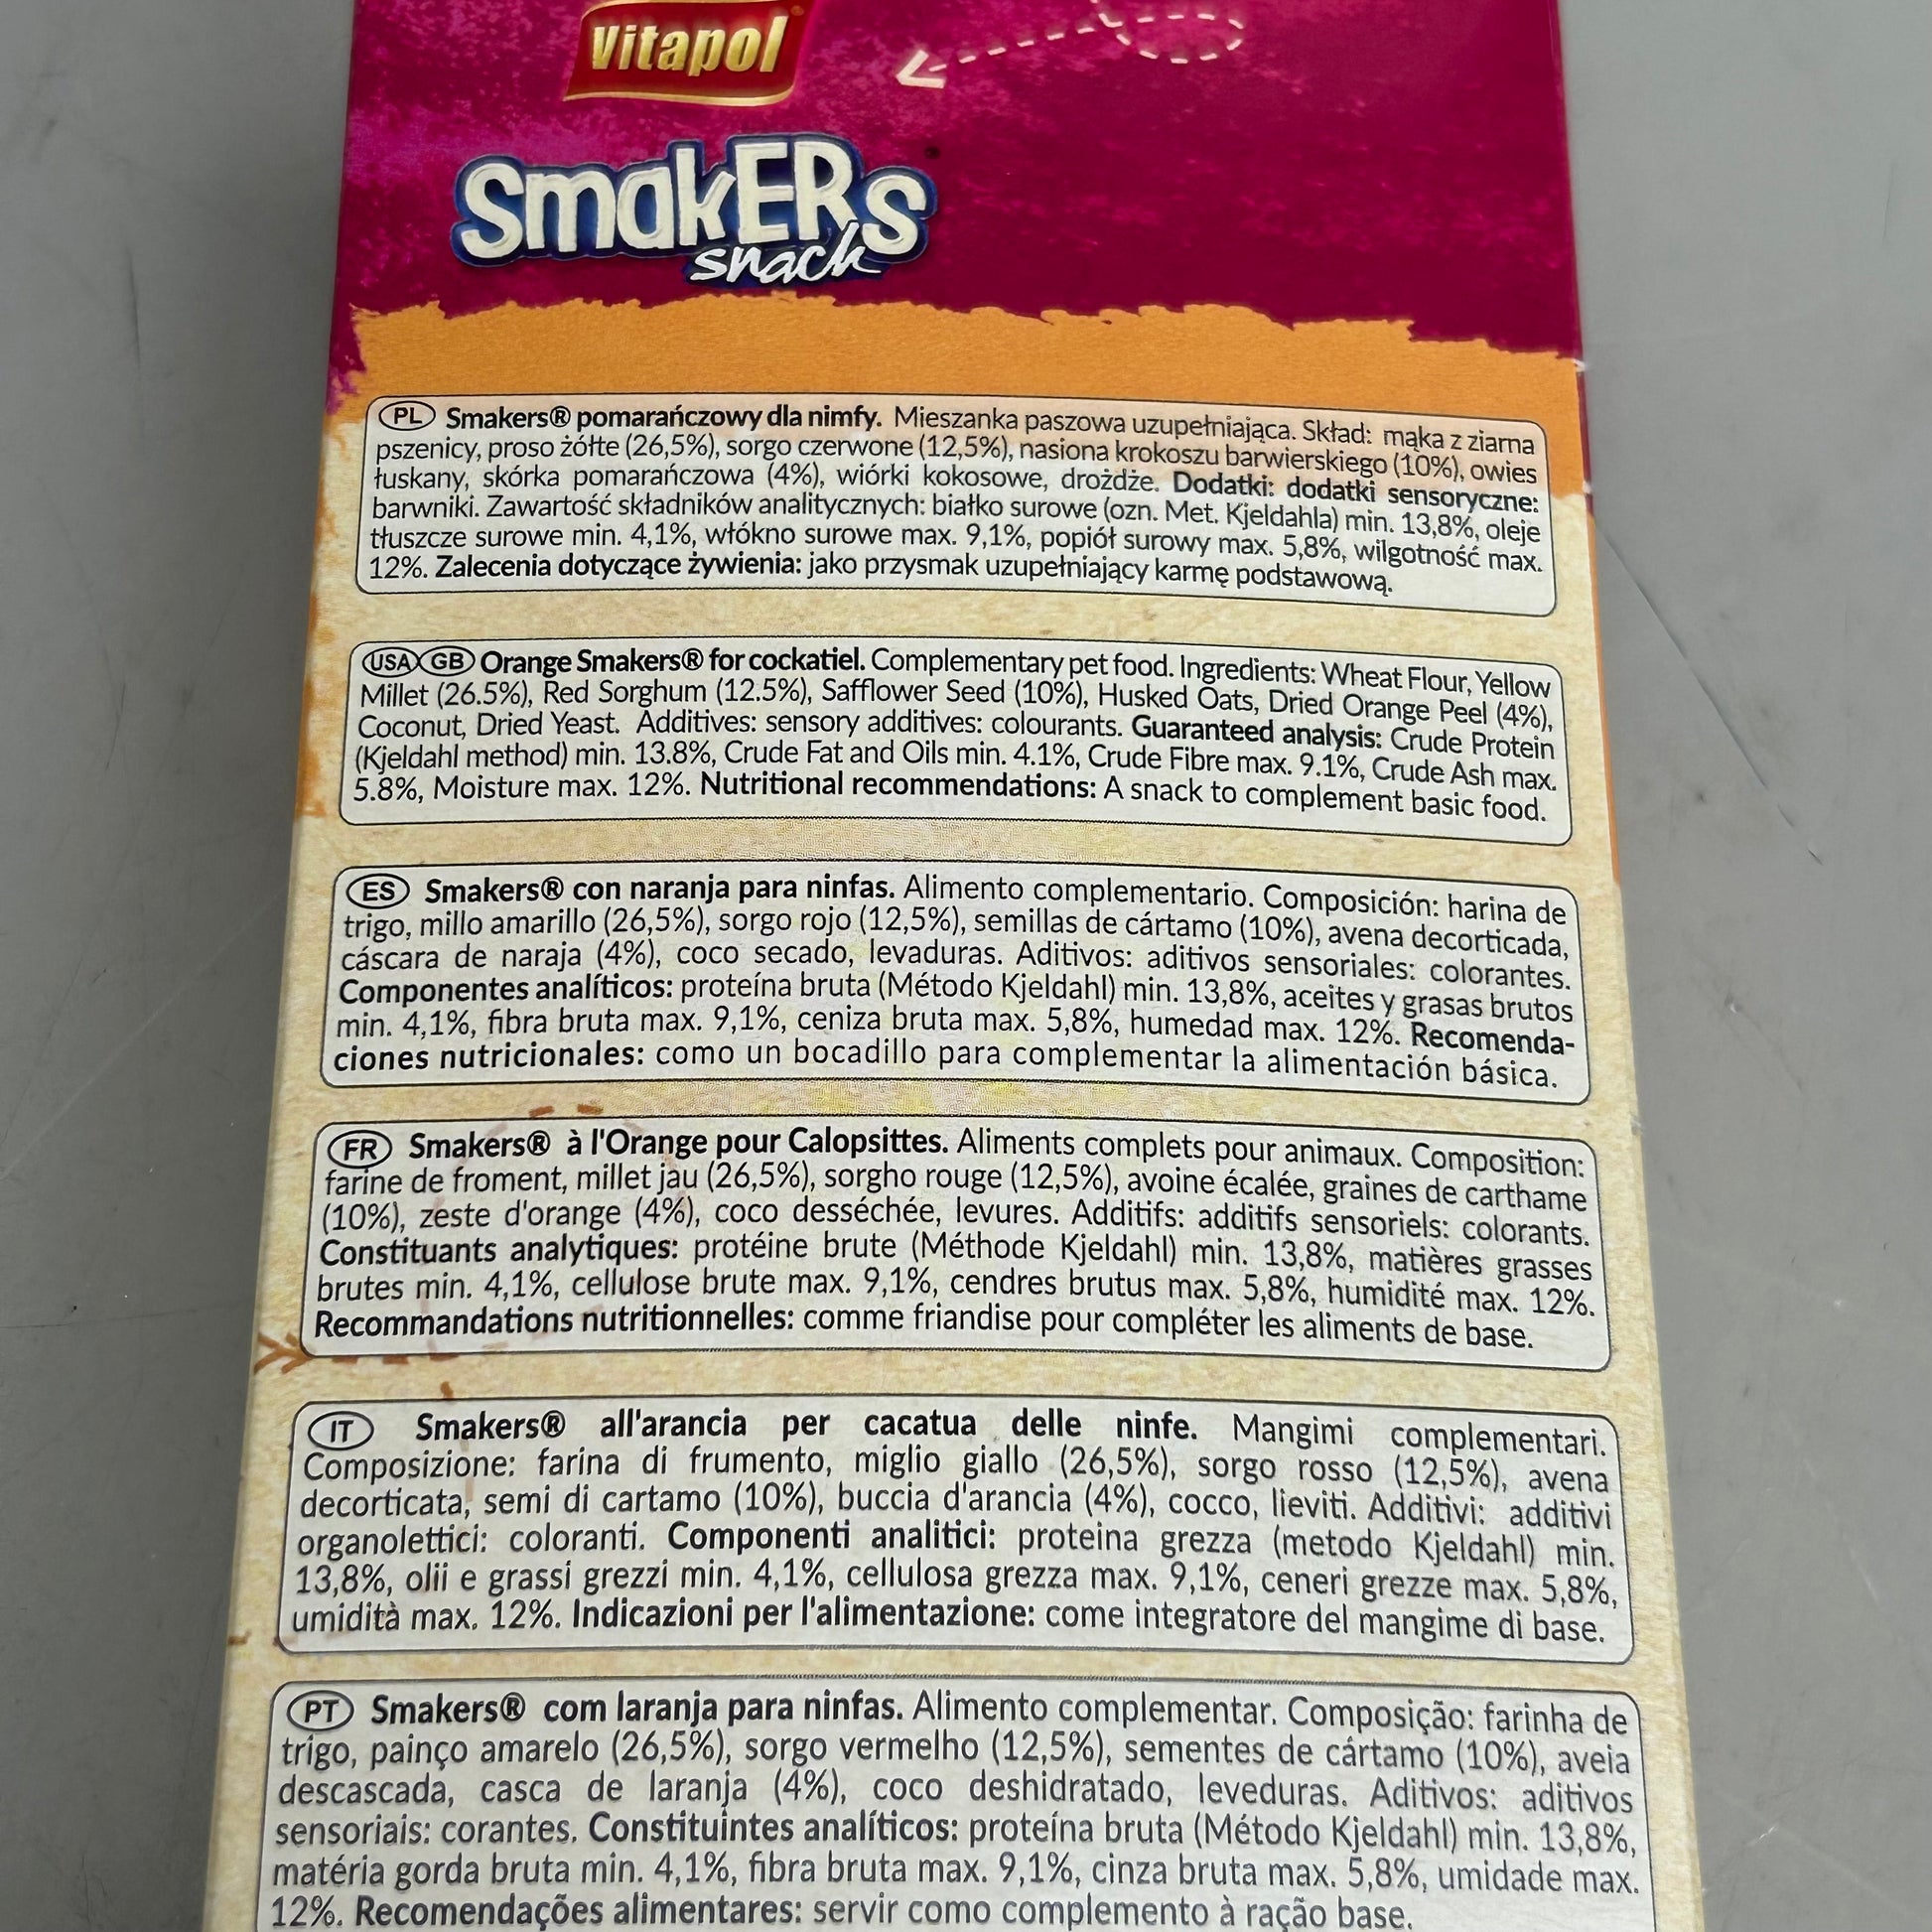 Vitapol
SmakERs
snack
PL Smakers® pomarańczowy dla nimfy. Mieszanka paszowa uzupełniająca. Skład: mąka z ziarna
pszenicy, proso żółte (26,5%), sorgo czerwone (12,5%), nasiona krokoszu barwierskiego (10%), owies
łuskany, skórka pomarańczowa (4%), wiórki kokosowe, drożdże. Dodatki: dodatki sensoryczne:
barwniki. Zawartość składników analitycznych: białko surowe (ozn. Met. Kjeldahla) min. 13,8%, oleje
tłuszcze surowe min. 4,1%, włókno surowe max. 9,1%, popiół surowy max. 5,8%, wilgotność max.
12%. Zalecenia dotyczące żywienia: jako przysmak uzupełniający karmę podstawową.
USA GB Orange Smakers® for cockatiel. Complementary pet food. Ingredients: Wheat Flour, Yellow
Millet (26.5%), Red Sorghum (12.5%), Safflower Seed (10%), Husked Oats, Dried Orange Peel (4%),
Coconut, Dried Yeast. Additives: sensory additives: colourants. Guaranteed analysis: Crude Protein
(Kjeldahl method) min. 13.8%, Crude Fat and Oils min. 4.1%, Crude Fibre max. 9.1%, Crude Ash max.
5.8%, Moisture max. 12%. Nutritional recommendations: A snack to complement basic food.
ES Smakers® con naranja para ninfas. Alimento complementario. Composición: harina de
trigo, millo amarillo (26,5%), sorgo rojo (12,5%), semillas de cártamo (10%), avena decorticada,
cáscara de naraja (4%), coco secado, levaduras. Aditivos: aditivos sensoriales: colorantes.
Componentes analíticos: proteína bruta (Método Kjeldahl) min. 13,8%, aceites y grasas brutos
min. 4,1%, fibra bruta max. 9,1%, ceniza bruta max. 5,8%, humedad max. 12%. Recomenda-
ciones nutricionales: como un bocadillo para complementar la alimentación básica.
FR Smakers® à l'Orange pour Calopsittes. Aliments complets pour animaux. Composition:
farine de froment, millet jau (26,5%), sorgho rouge (12,5%), avoine écalée, graines de carthame
(10%), zeste d'orange (4%), coco desséchée, levures. Additifs: additifs sensoriels: colorants.
Constituants analytiques: protéine brute (Méthode Kjeldahl) min. 13,8%, matières grasses
brutes min. 4,1%, cellulose brute max. 9,1%, cendres brutus max. 5,8%, humidité max. 12%.
Recommandations nutritionnelles: comme friandise pour compléter les aliments de base.
IT Smakers® all'arancia per cacatua delle ninfe. Mangimi complementari.
Composizione: farina di frumento, miglio giallo (26,5%), sorgo rosso (12,5%), avena
decorticata, semi di cartamo (10%), buccia d'arancia (4%), cocco, lieviti. Additivi: additivi
organolettici: coloranti. Componenti analitici: proteina grezza (metodo Kjeldahl) min.
13,8%, olii e grassi grezzi min. 4,1%, cellulosa grezza max. 9,1%, ceneri grezze max. 5,8%,
umidità max. 12%. Indicazioni per l'alimentazione: come integratore del mangime di base.
PT Smakers® com laranja para ninfas. Alimento complementar. Composição: farinha de
trigo, painço amarelo (26,5%), sorgo vermelho (12,5%), sementes de cártamo (10%), aveia
descascada, casca de laranja (4%), coco deshidratado, leveduras. Aditivos: aditivos
sensoriais: corantes. Constituintes analíticos: proteína bruta (Método Kjeldahl) min. 13,8%,
matéria gorda bruta min. 4,1%, fibra bruta max. 9,1%, cinza bruta max. 5,8%, umidade max.
12%. Recomendações alimentares: servir como complemento à ração base.